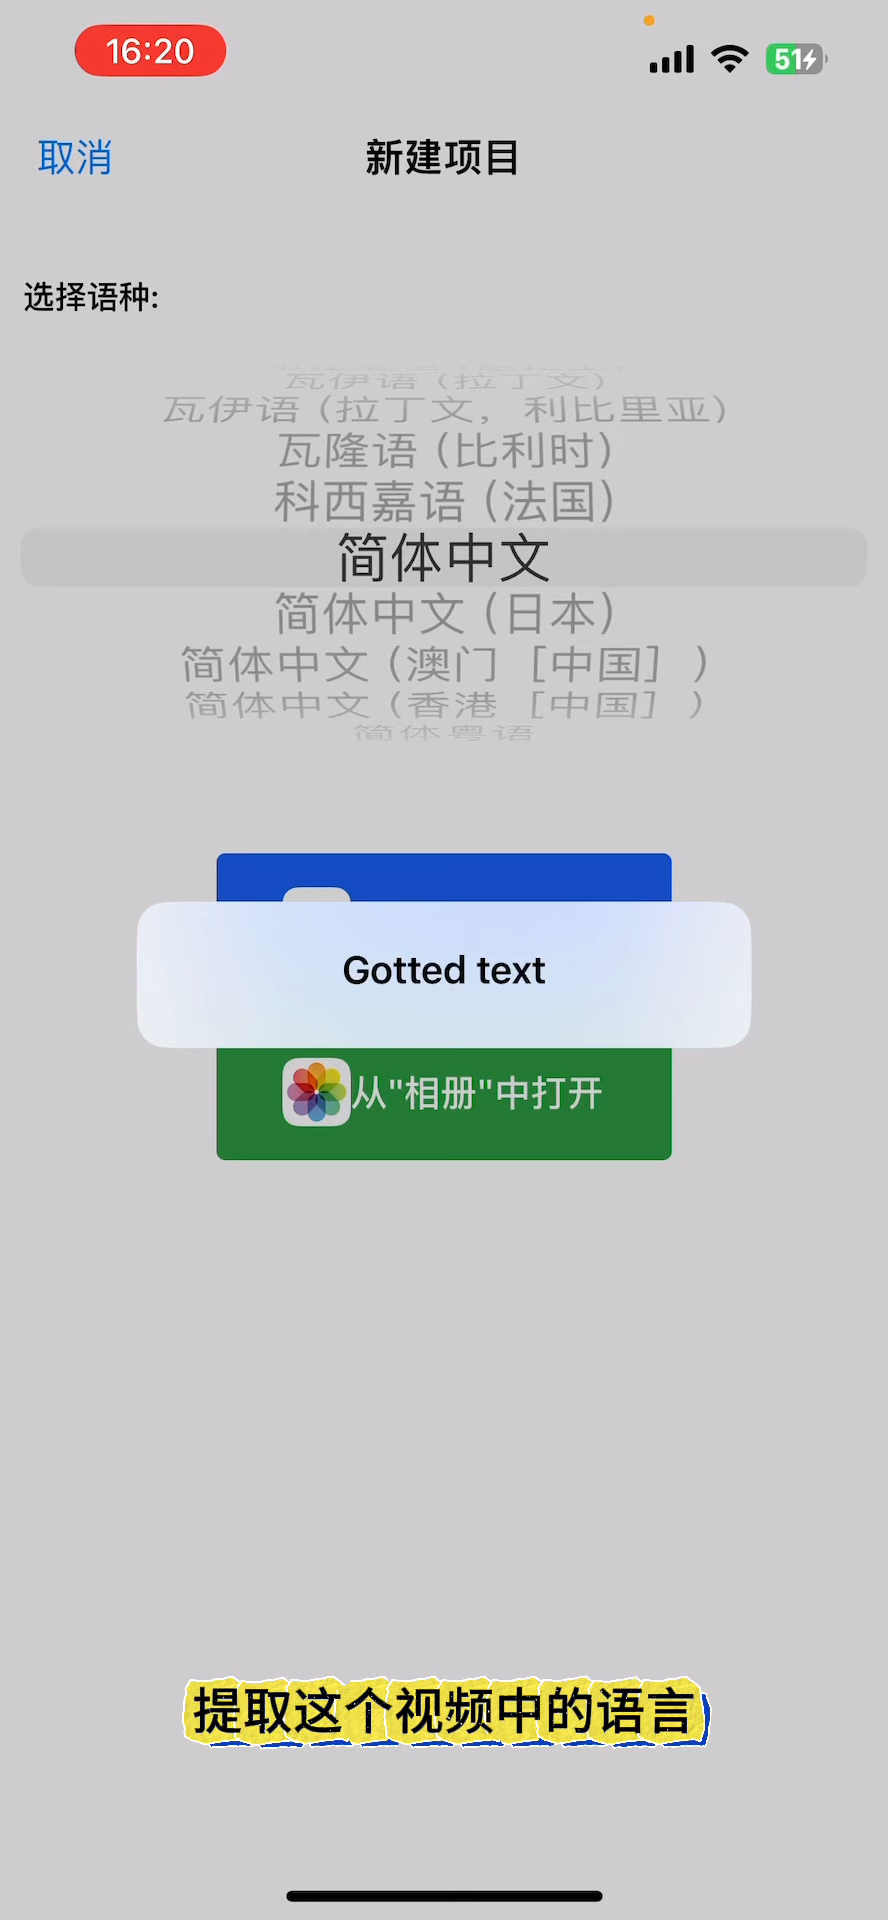 16:20
51
取消
新建项目
选择语种:
瓦伊语（拉丁文）
瓦伊语（拉丁文，利比里亚）
瓦隆语（比利时）
科西嘉语（法国）
简体中文
简体中文（日本）
简体中文（澳门［中国］）
简体中文（香港［中国］）
简体粤语
Gotted text
从"相册"中打开
提取这个视频中的语言